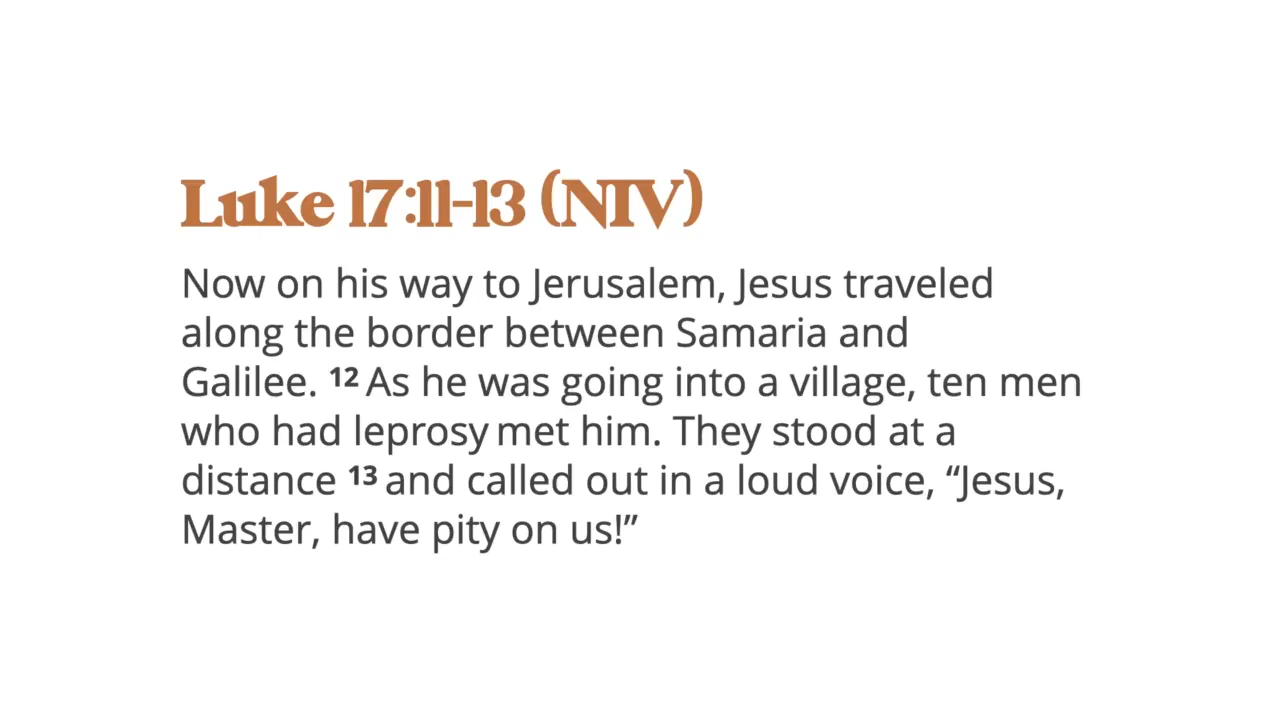 Luke 17:11-13 (NIV)
Now on his way to Jerusalem, Jesus traveled
along the border between Samaria and
Galilee. 12 As he was going into a village, ten men
who had leprosy met him. They stood at a
distance 13 and called out in a loud voice, “Jesus,
Master, have pity on us!”